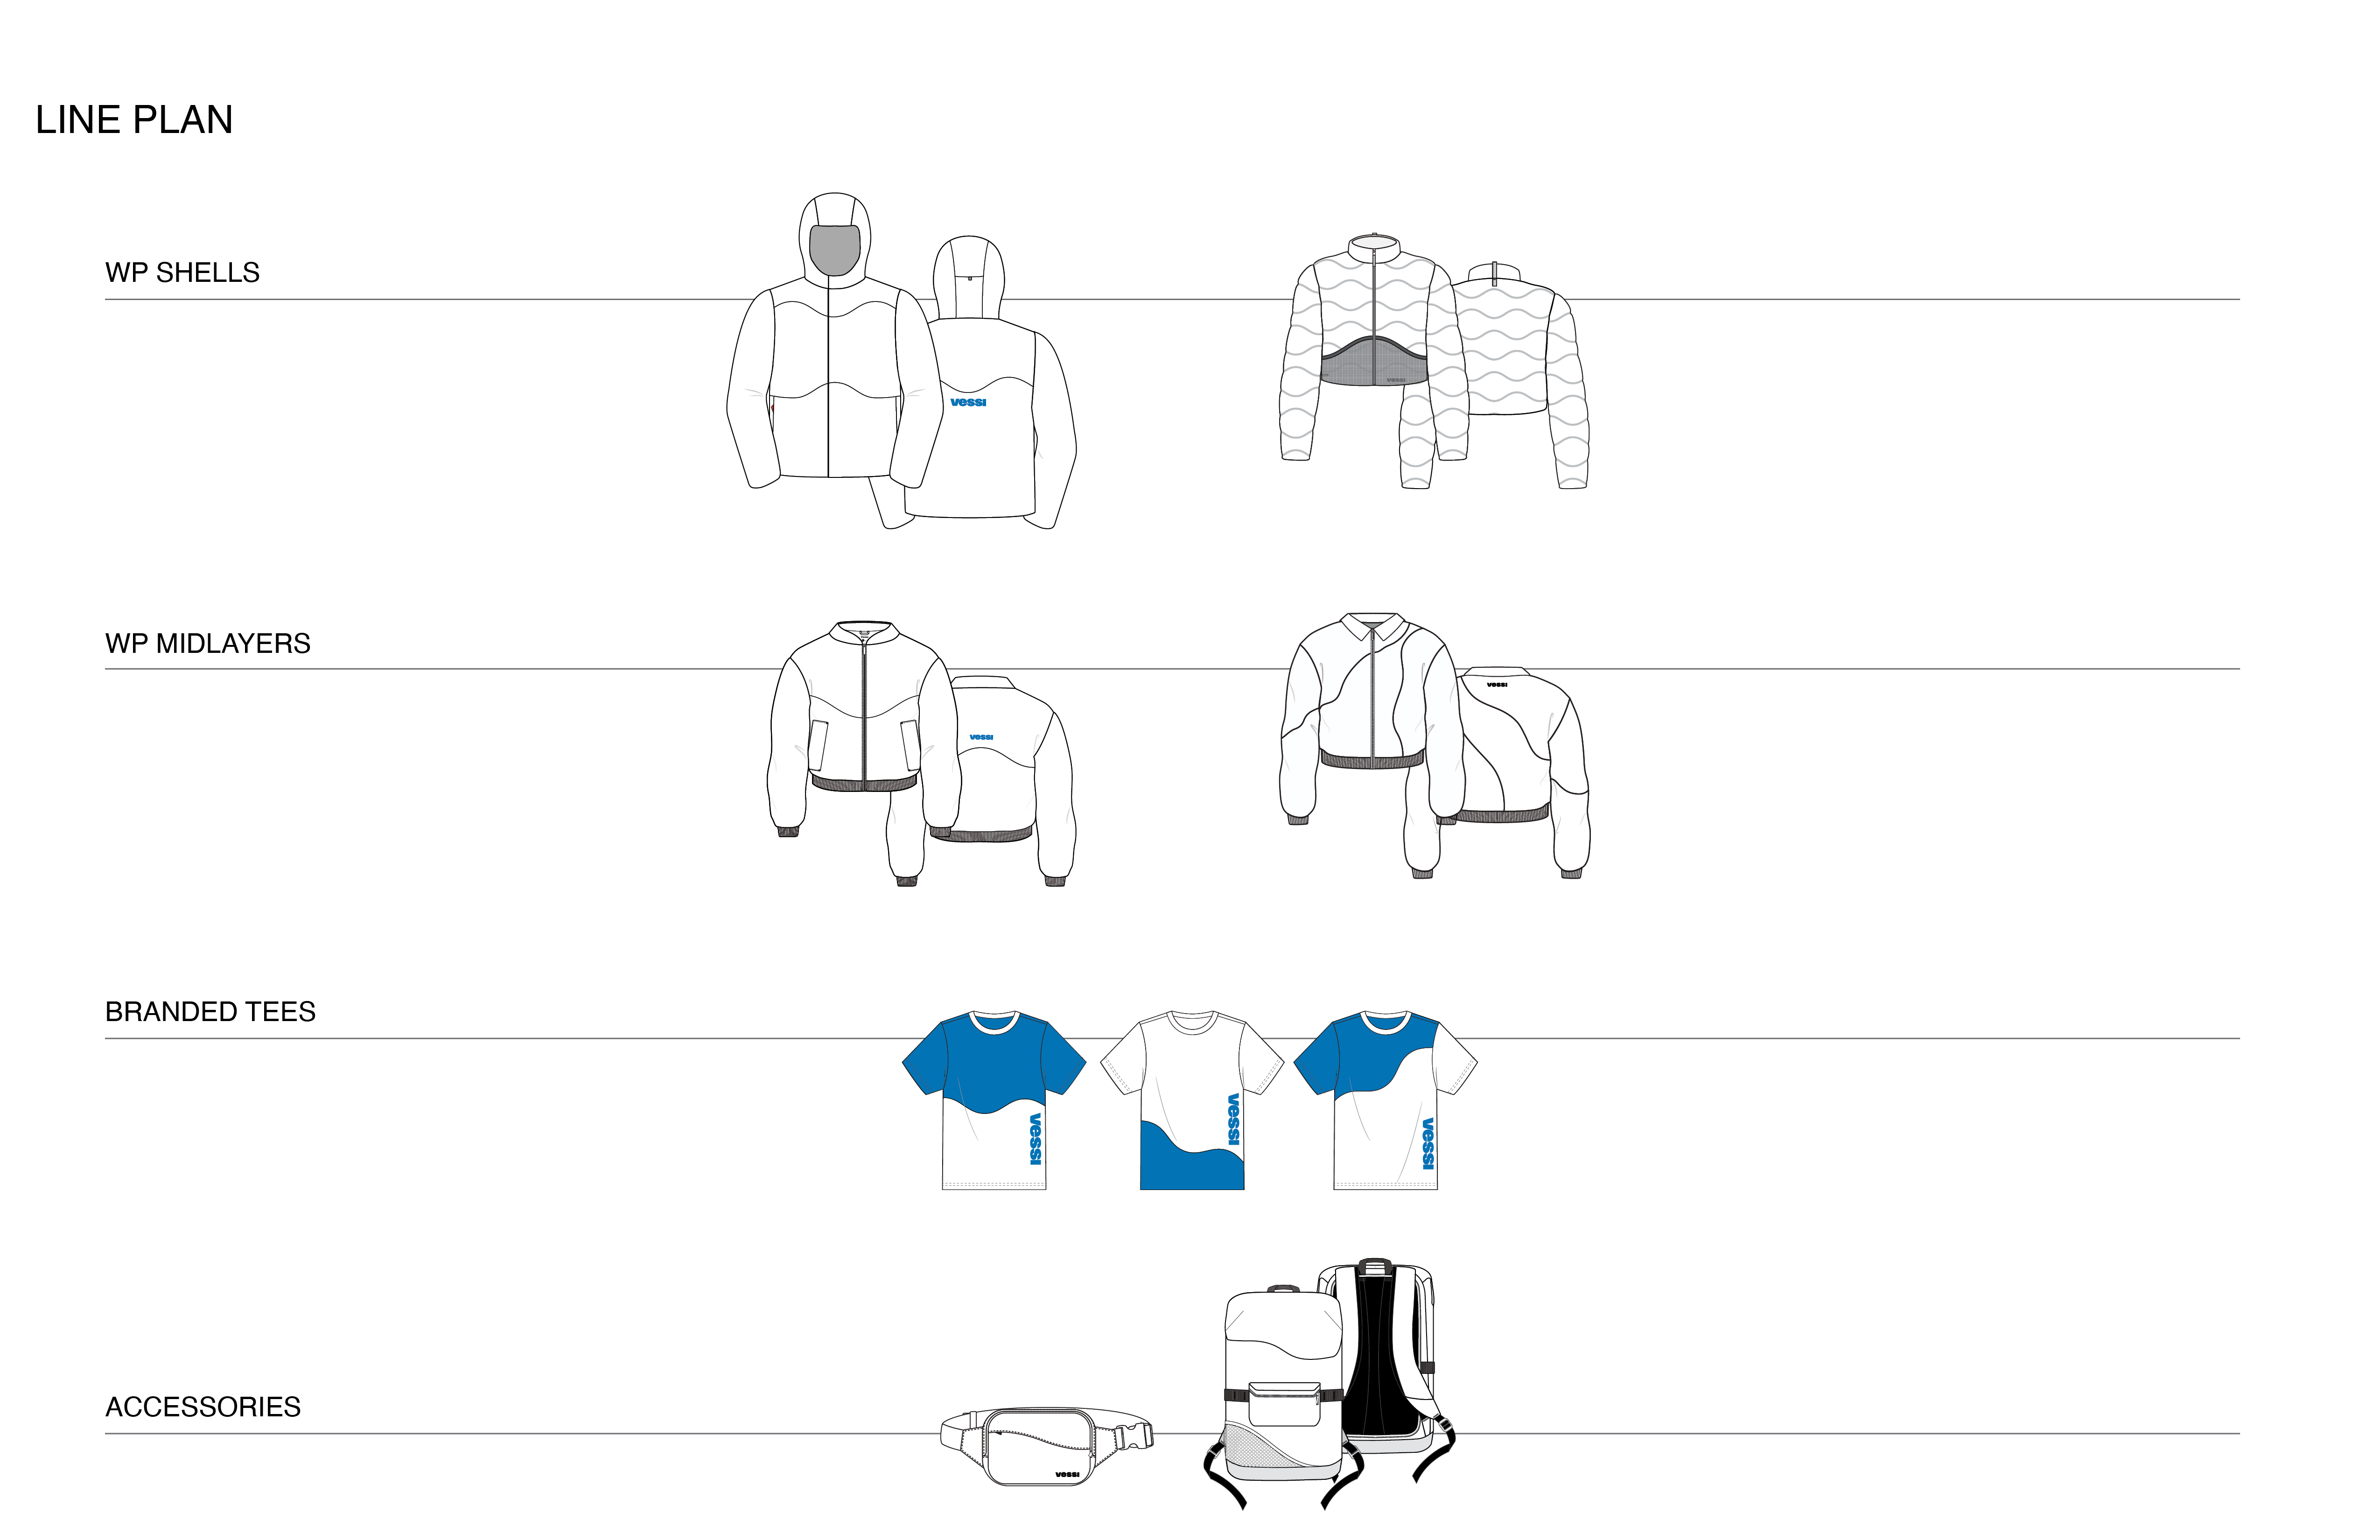 LINE PLAN
WP SHELLS
vessi
vessi
WP MIDLAYERS
vessi
vessi
BRANDED TEES
vessi
vessi
vessi
ACCESSORIES
vessi